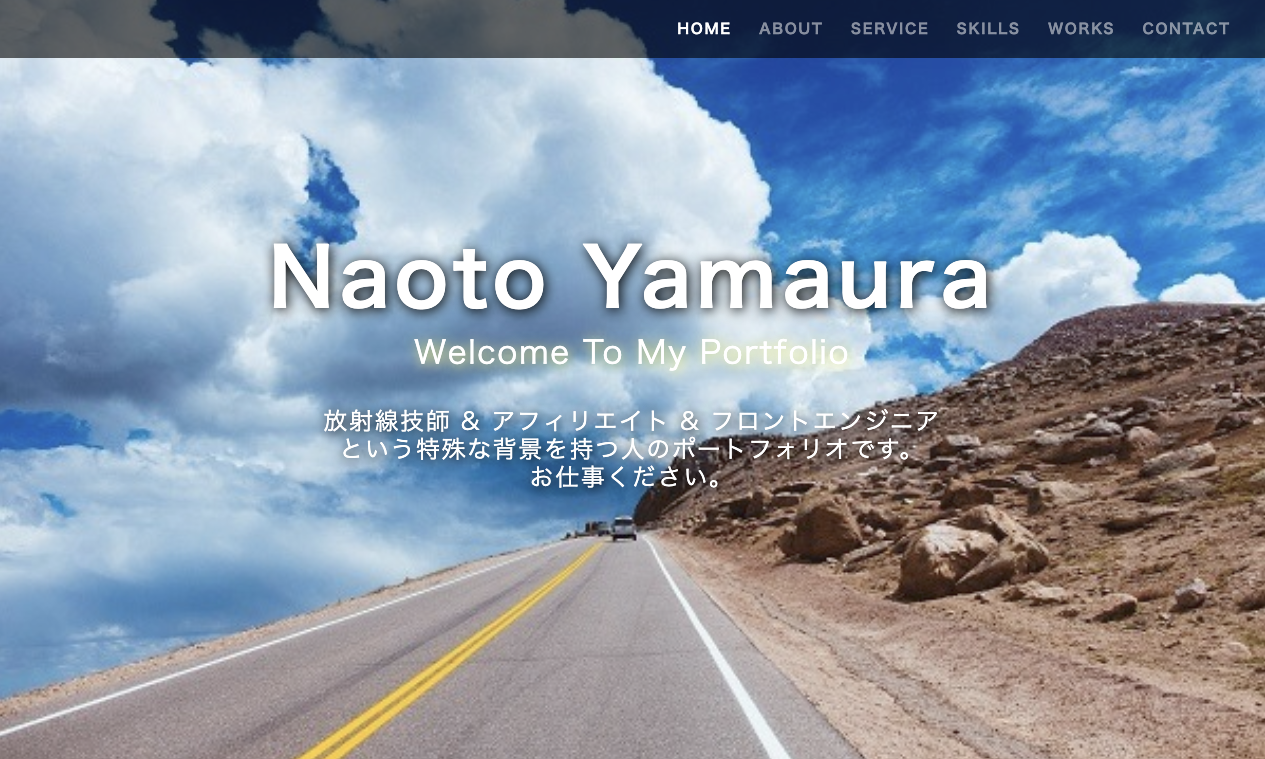 HOME ABOUT SERVICE SKILLS WORKS CONTACT
Naoto Yamaura
Welcome To My Portfolio
放射線技師 & アフィリエイト & フロントエンジニア
という特殊な背景を持つ人のポートフォリオです。
お仕事ください。